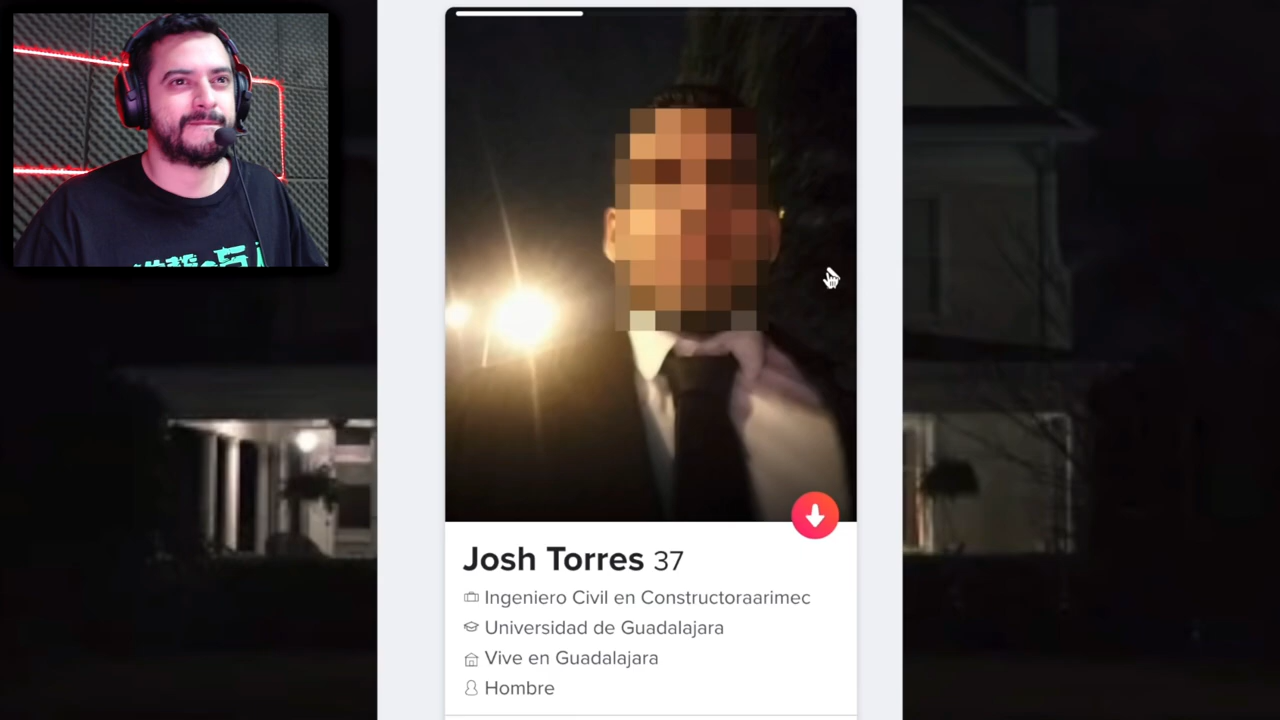 Josh Torres 37
Ingeniero Civil en Constructoraarimec
Universidad de Guadalajara
Vive en Guadalajara
Hombre